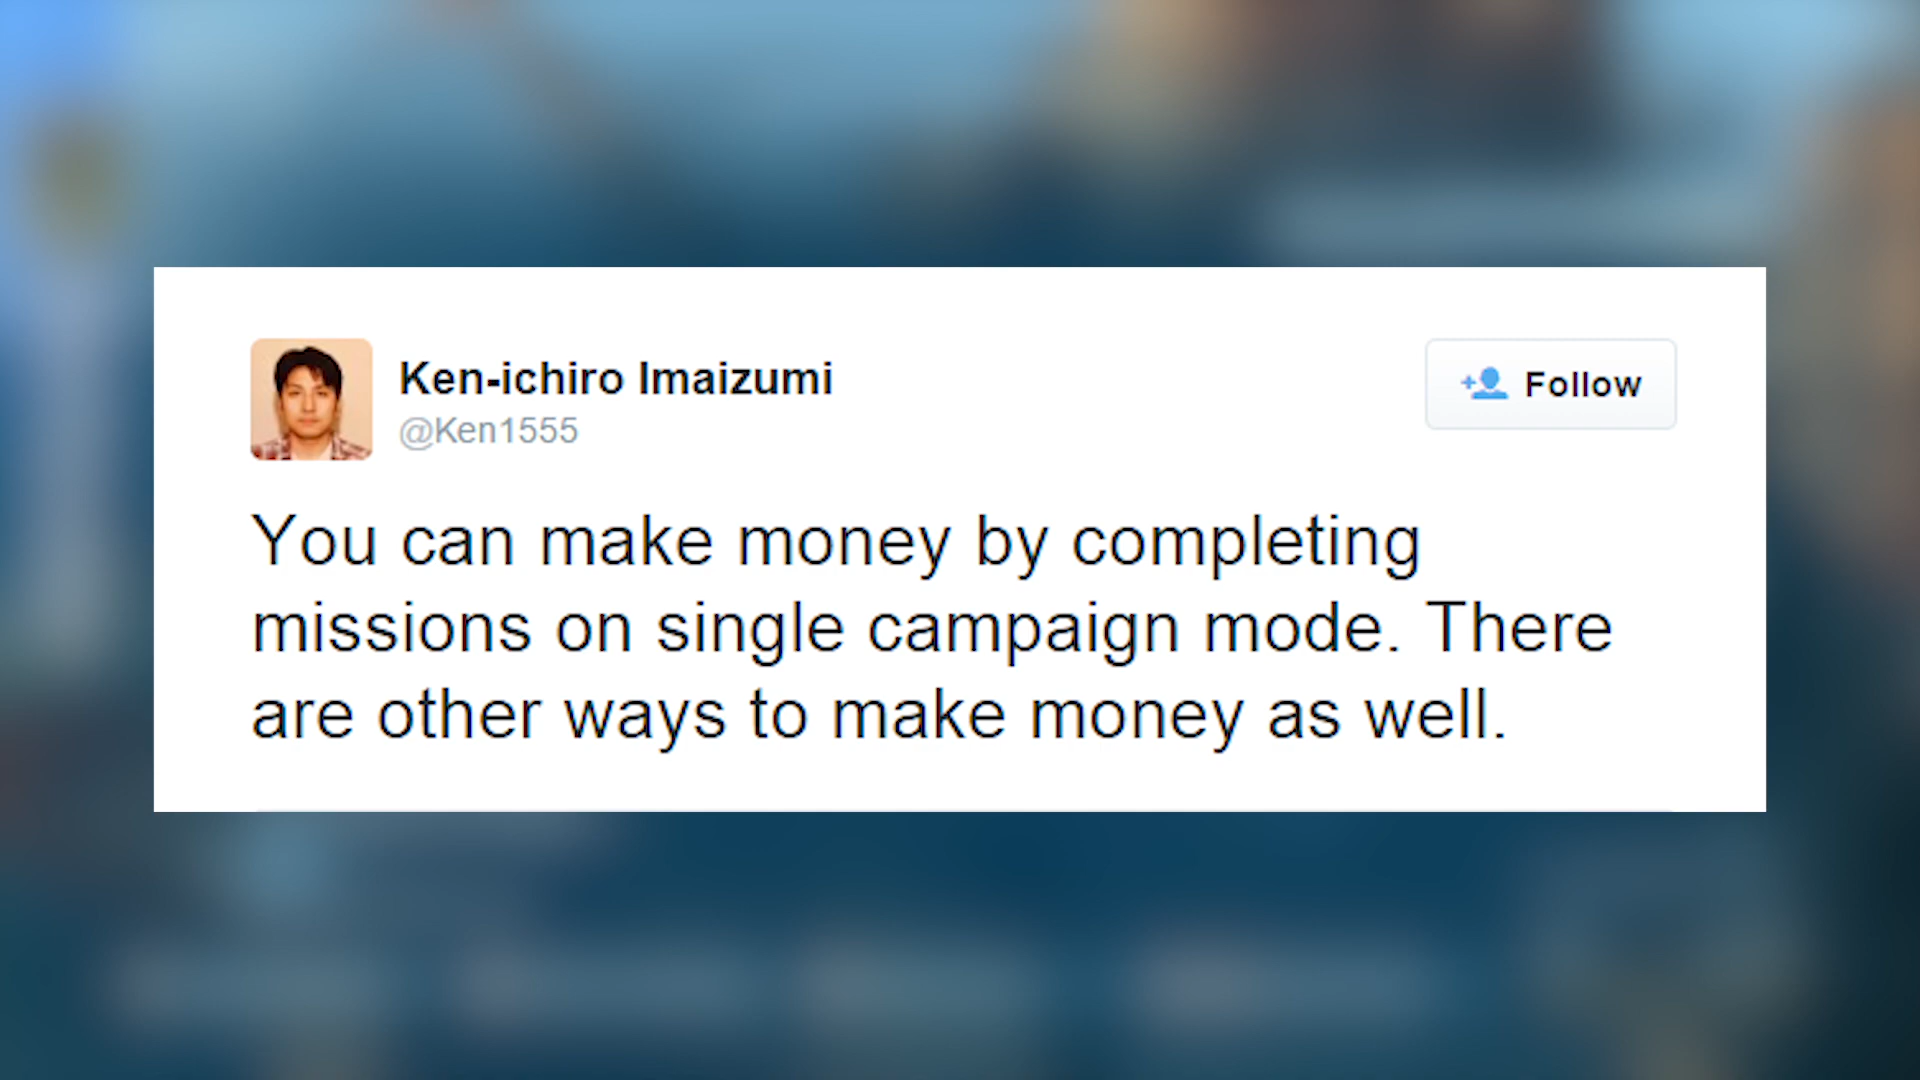 Ken-ichiro Imaizumi
@Ken1555
Follow
You can make money by completing
missions on single campaign mode. There
are other ways to make money as well.